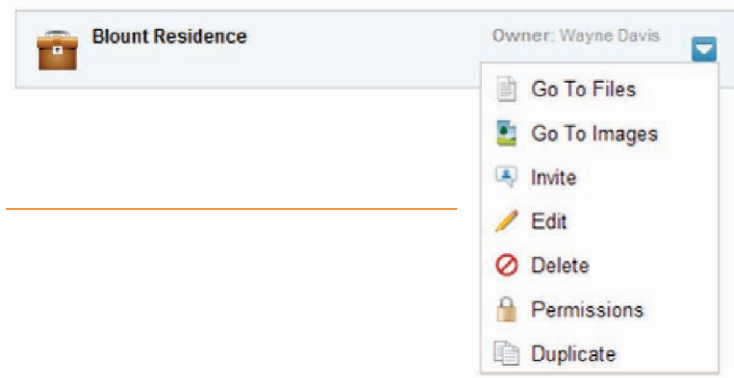 Blount Residence
Owner: Wayne Davis
Go To Files
Go To Images
Invite
Edit
Delete
Permissions
Duplicate